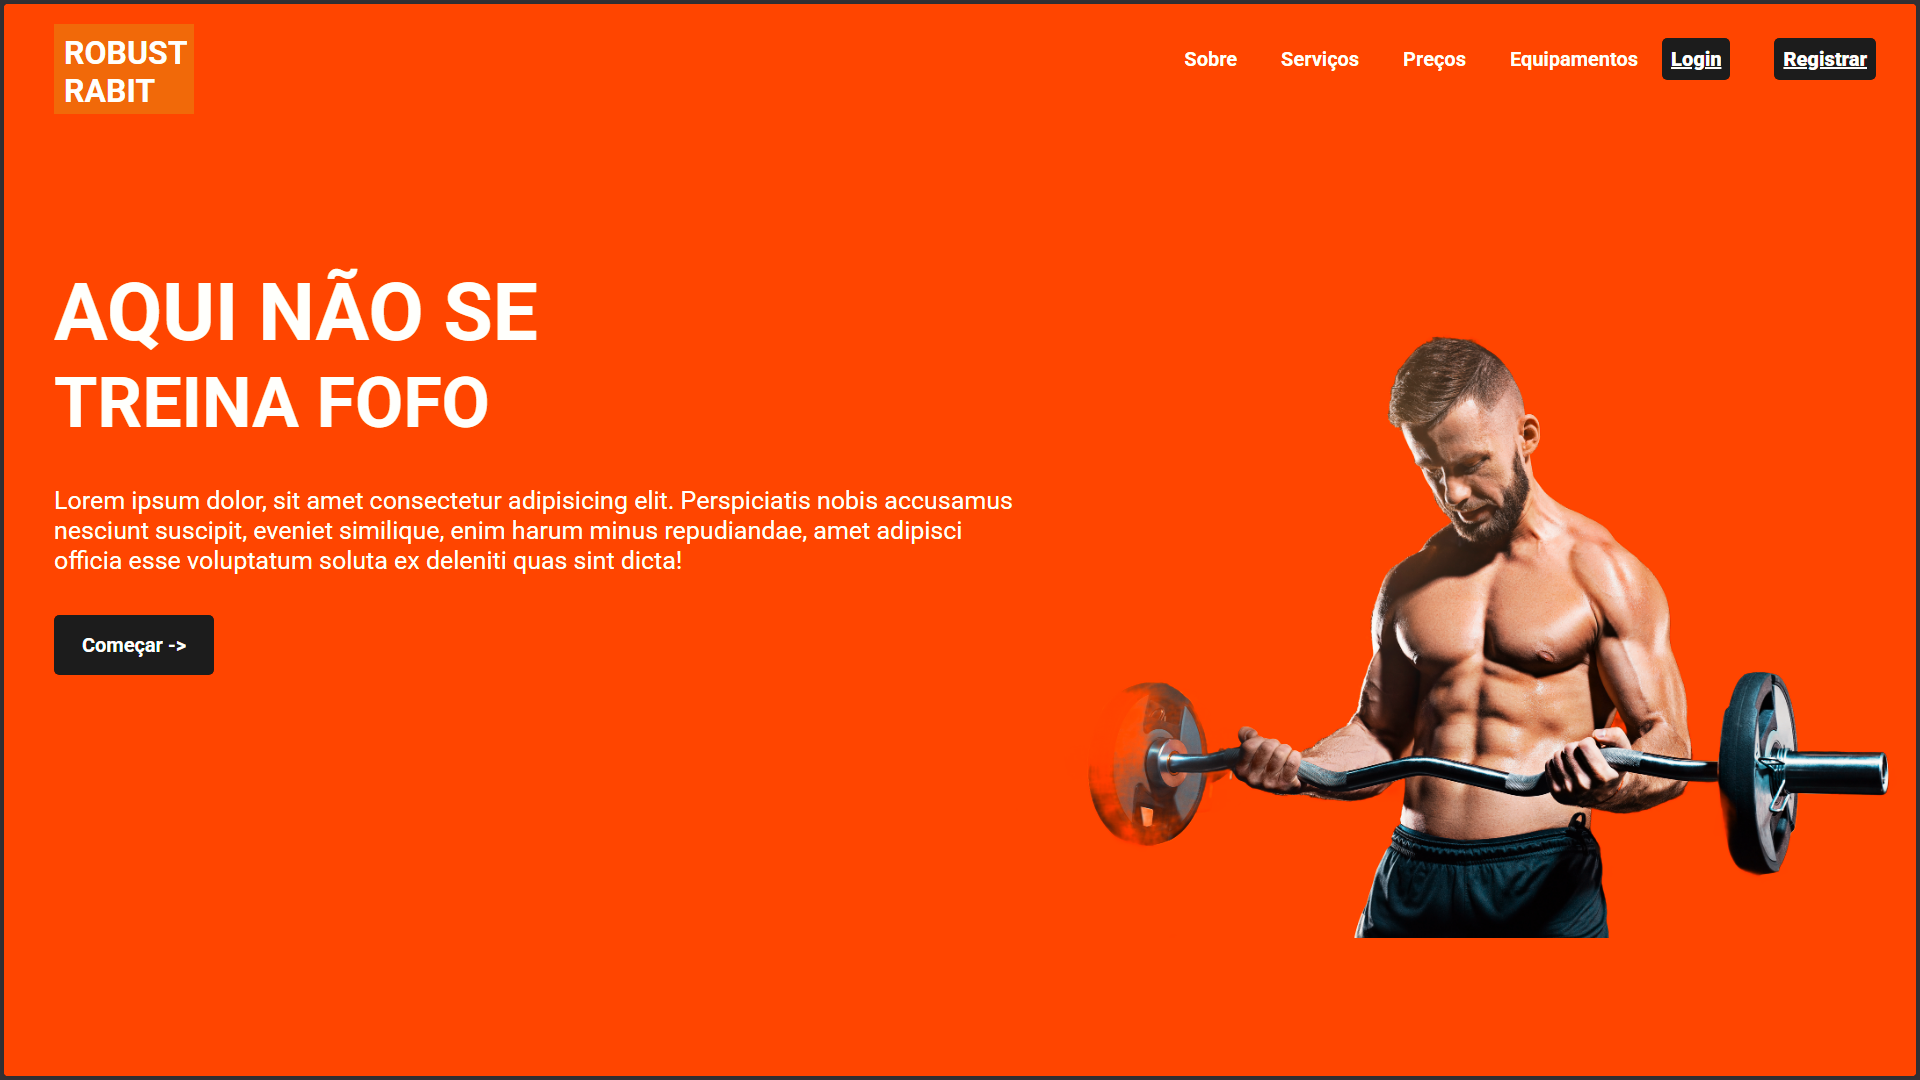 ROBUST
RABIT
Sobre Serviços Preços Equipamentos Login Registrar
AQUI NÃO SE
TREINA FOFO
Lorem ipsum dolor, sit amet consectetur adipisicing elit. Perspiciatis nobis accusamus
nesciunt suscipit, eveniet similique, enim harum minus repudiandae, amet adipisci
officia esse voluptatum soluta ex deleniti quas sint dicta!
Começar ->